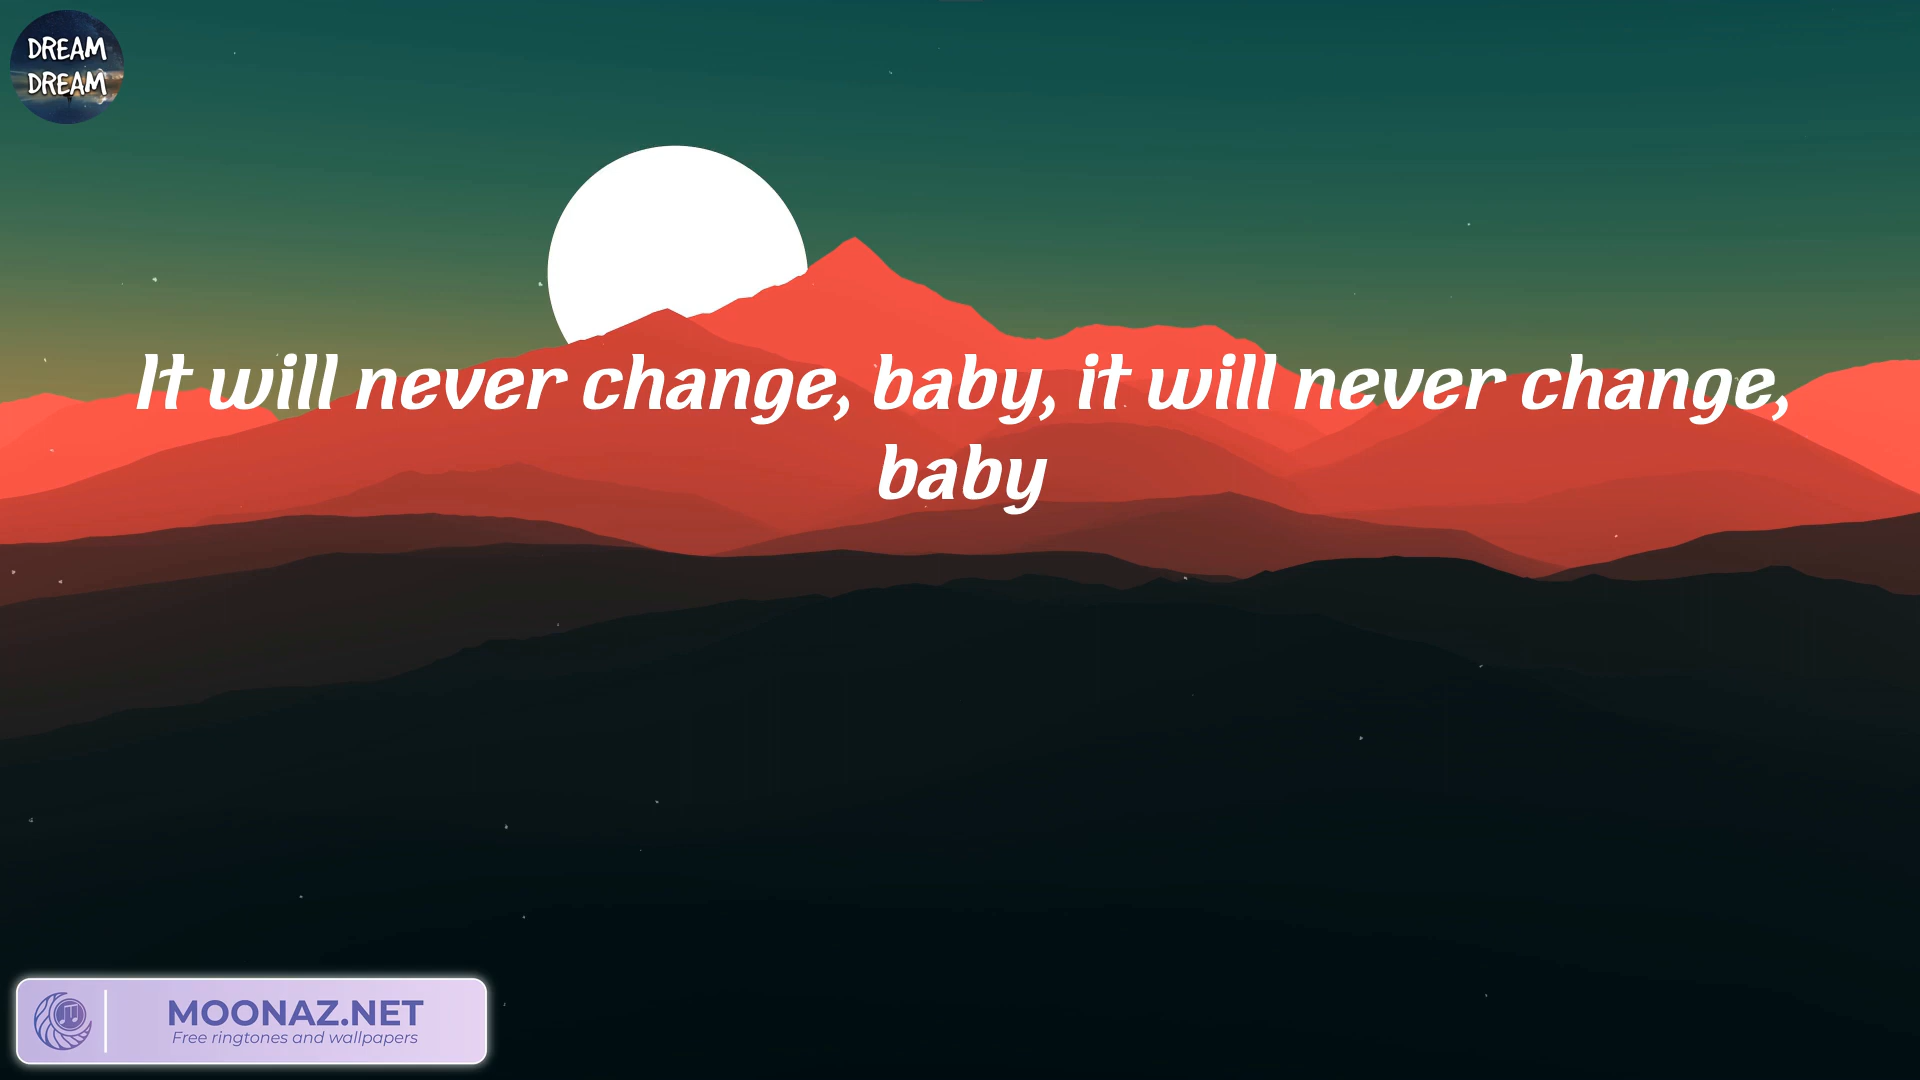 DREAM
DREAM
It will never change, baby, it will never change,
baby
MOONAZ.NET
Free ringtones and wallpapers